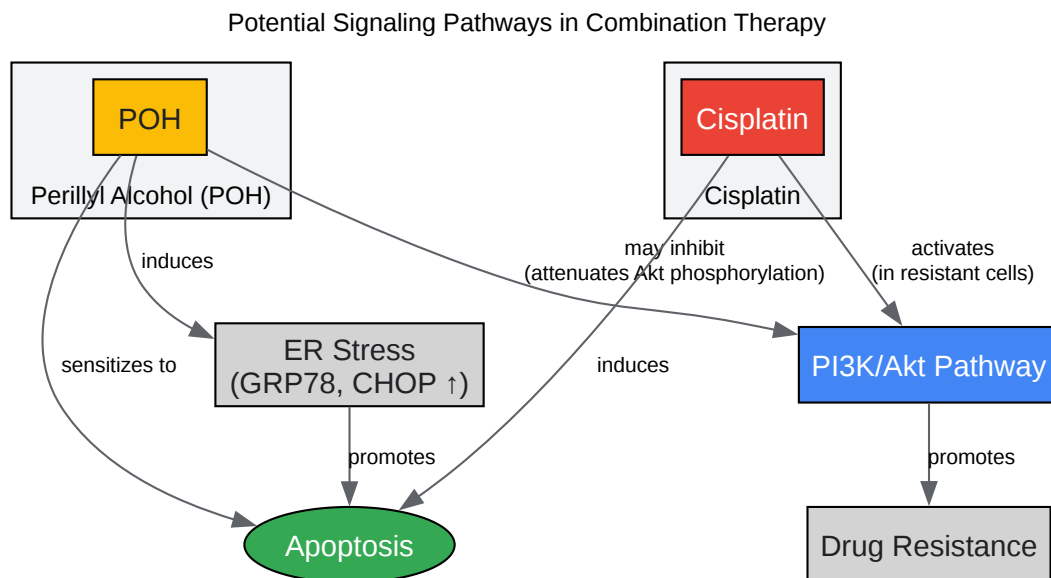 Potential Signaling Pathways in Combination Therapy
POH
Cisplatin
Perillyl Alcohol (POH)
Cisplatin
induces
may inhibit
(attenuates Akt phosphorylation)
activates
(in resistant cells)
sensitizes to
ER Stress
(GRP78, CHOP ↑)
induces
PI3K/Akt Pathway
promotes
promotes
Apoptosis
Drug Resistance